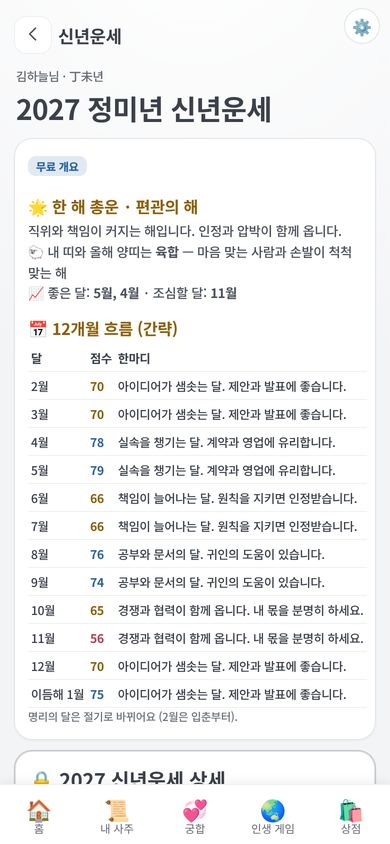 신년운세
김하늘님 · 丁未년
2027 정미년 신년운세
무료 개요
한 해 총운 · 편관의 해
직위와 책임이 커지는 해입니다. 인정과 압박이 함께 옵니다.
내 띠와 올해 양띠는 육합 — 마음 맞는 사람과 손발이 척척
맞는 해
좋은 달: 5월, 4월 · 조심할 달: 11월
12개월 흐름 (간략)
달 점수 한마디
2월 70 아이디어가 샘솟는 달. 제안과 발표에 좋습니다.
3월 70 아이디어가 샘솟는 달. 제안과 발표에 좋습니다.
4월 78 실속을 챙기는 달. 계약과 영업에 유리합니다.
5월 79 실속을 챙기는 달. 계약과 영업에 유리합니다.
6월 66 책임이 늘어나는 달. 원칙을 지키면 인정받습니다.
7월 66 책임이 늘어나는 달. 원칙을 지키면 인정받습니다.
8월 76 공부와 문서의 달. 귀인의 도움이 있습니다.
9월 74 공부와 문서의 달. 귀인의 도움이 있습니다.
10월 65 경쟁과 협력이 함께 옵니다. 내 몫을 분명히 하세요.
11월 56 경쟁과 협력이 함께 옵니다. 내 몫을 분명히 하세요.
12월 70 아이디어가 샘솟는 달. 제안과 발표에 좋습니다.
이듬해 1월 75 아이디어가 샘솟는 달. 제안과 발표에 좋습니다.
명리의 달은 절기로 바뀌어요 (2월은 입춘부터).
2027 신년운세 상세
홈 내 사주 궁합 인생 게임 상점